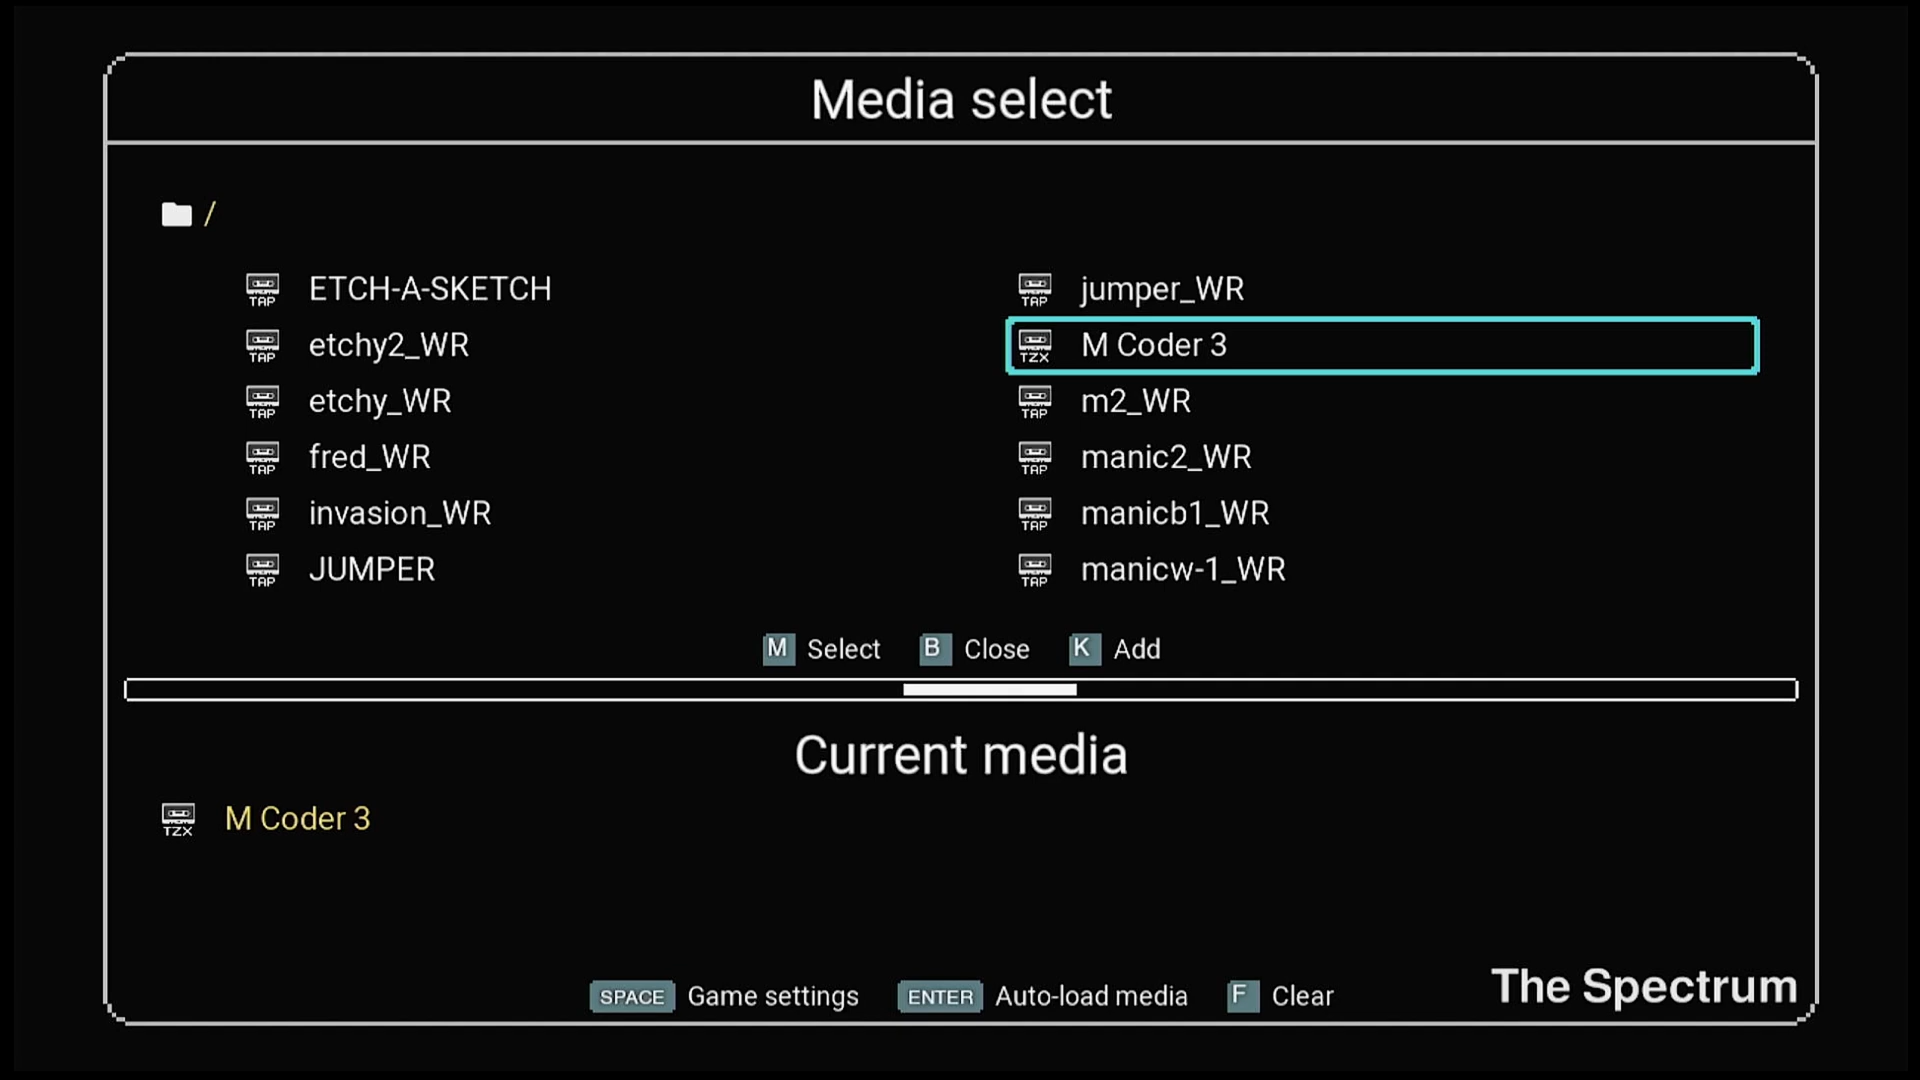 Media select
/
TAP ETCH-A-SKETCH
TAP etchy2_WR
TAP etchy_WR
TAP fred_WR
TAP invasion_WR
TAP JUMPER
TAP jumper_WR
TZX M Coder 3
TAP m2_WR
TAP manic2_WR
TAP manicb1_WR
TAP manicw-1_WR
M Select B Close K Add
Current media
TZX M Coder 3
SPACE Game settings ENTER Auto-load media F Clear
The Spectrum